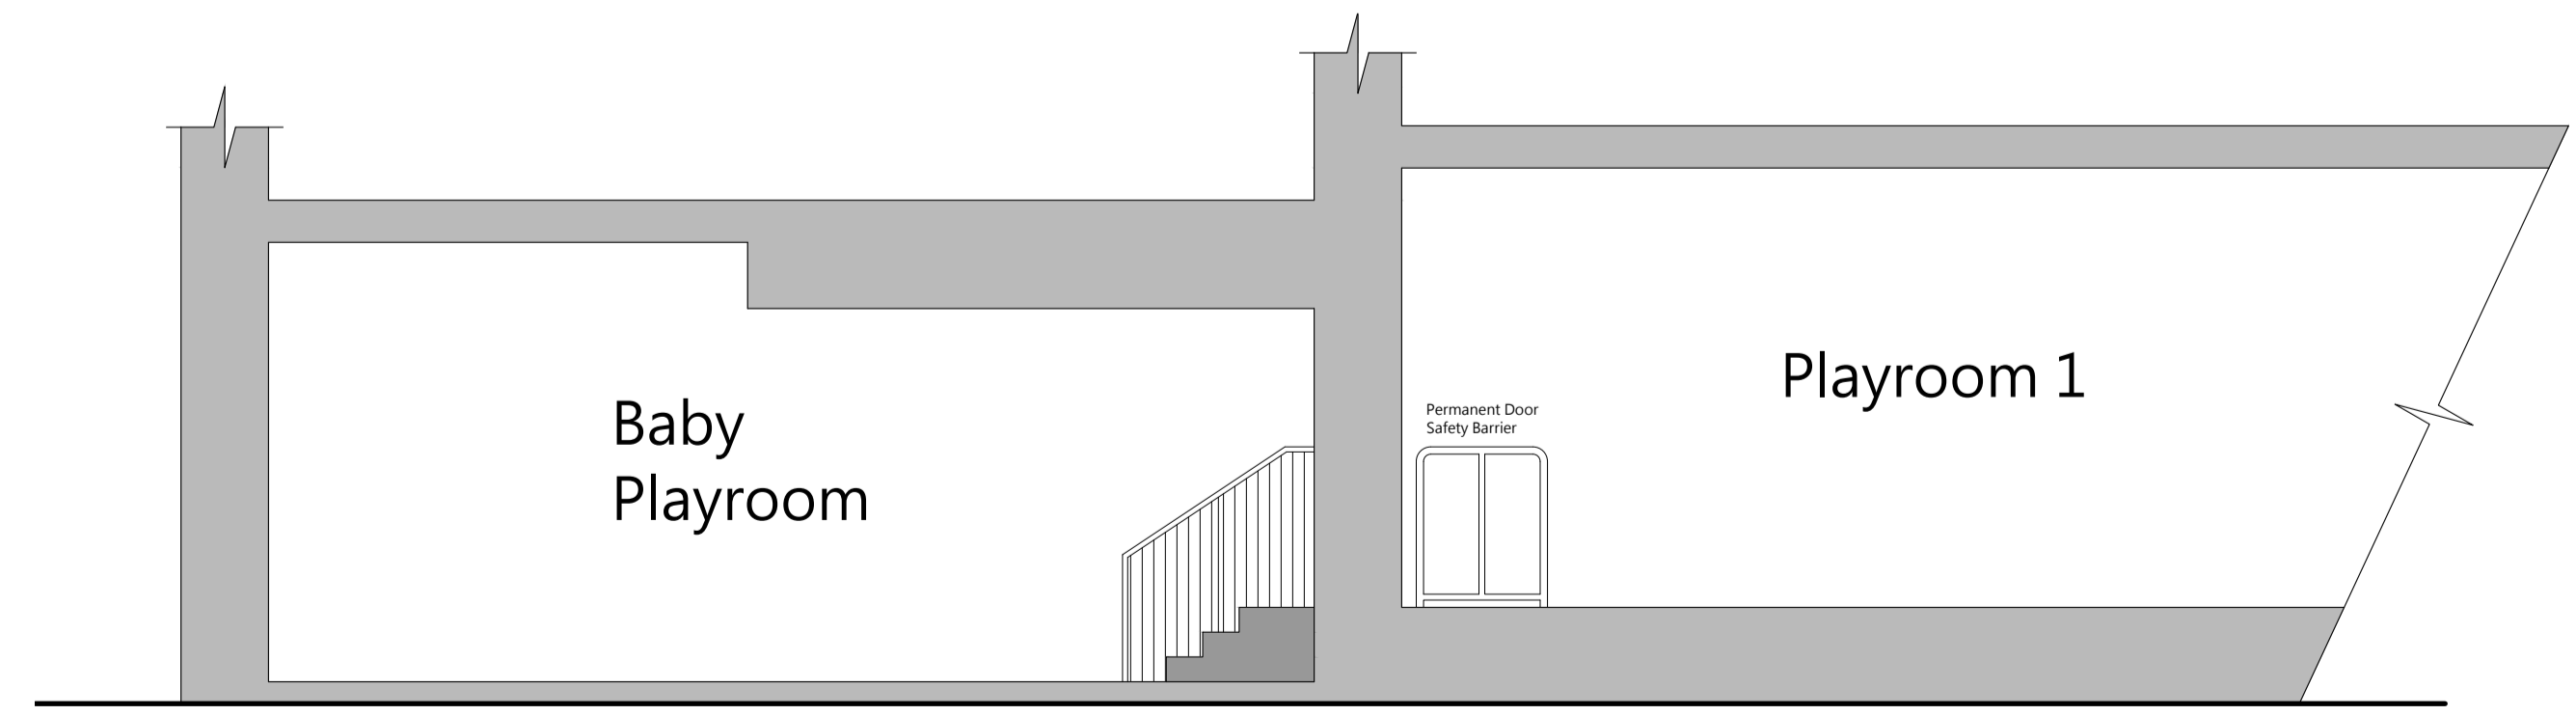 Baby
Playroom
Permanent Door
Safety Barrier
Playroom 1